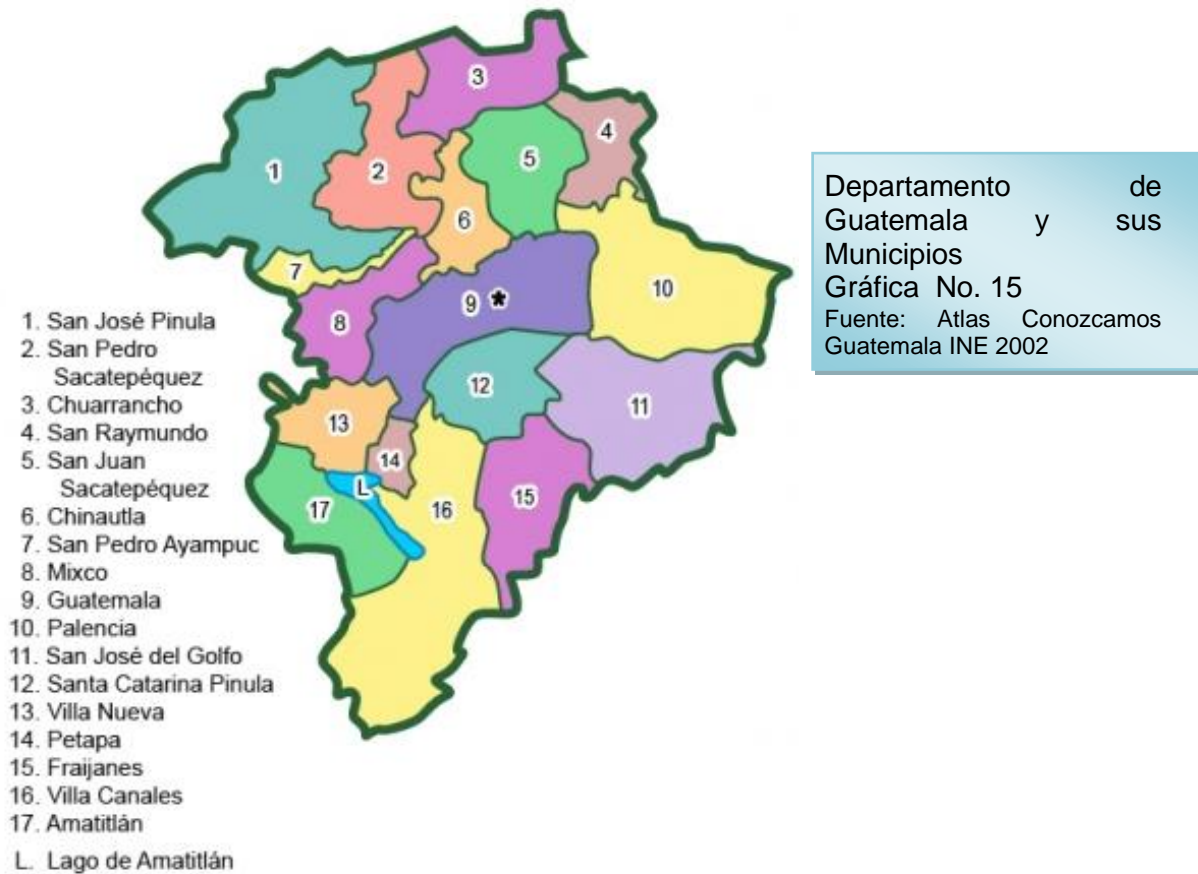 3
4
1
2
5
6
7
10
9 *
8
12
11
13
14
L
15
17
16
1. San José Pinula
2. San Pedro
Sacatepéquez
3. Chuarrancho
4. San Raymundo
5. San Juan
Sacatepéquez
6. Chinautla
7. San Pedro Ayampuc
8. Mixco
9. Guatemala
10. Palencia
11. San José del Golfo
12. Santa Catarina Pinula
13. Villa Nueva
14. Petapa
15. Fraijanes
16. Villa Canales
17. Amatitlán
L. Lago de Amatitlán
Departamento de
Guatemala y sus
Municipios
Gráfica No. 15
Fuente: Atlas Conozcamos
Guatemala INE 2002